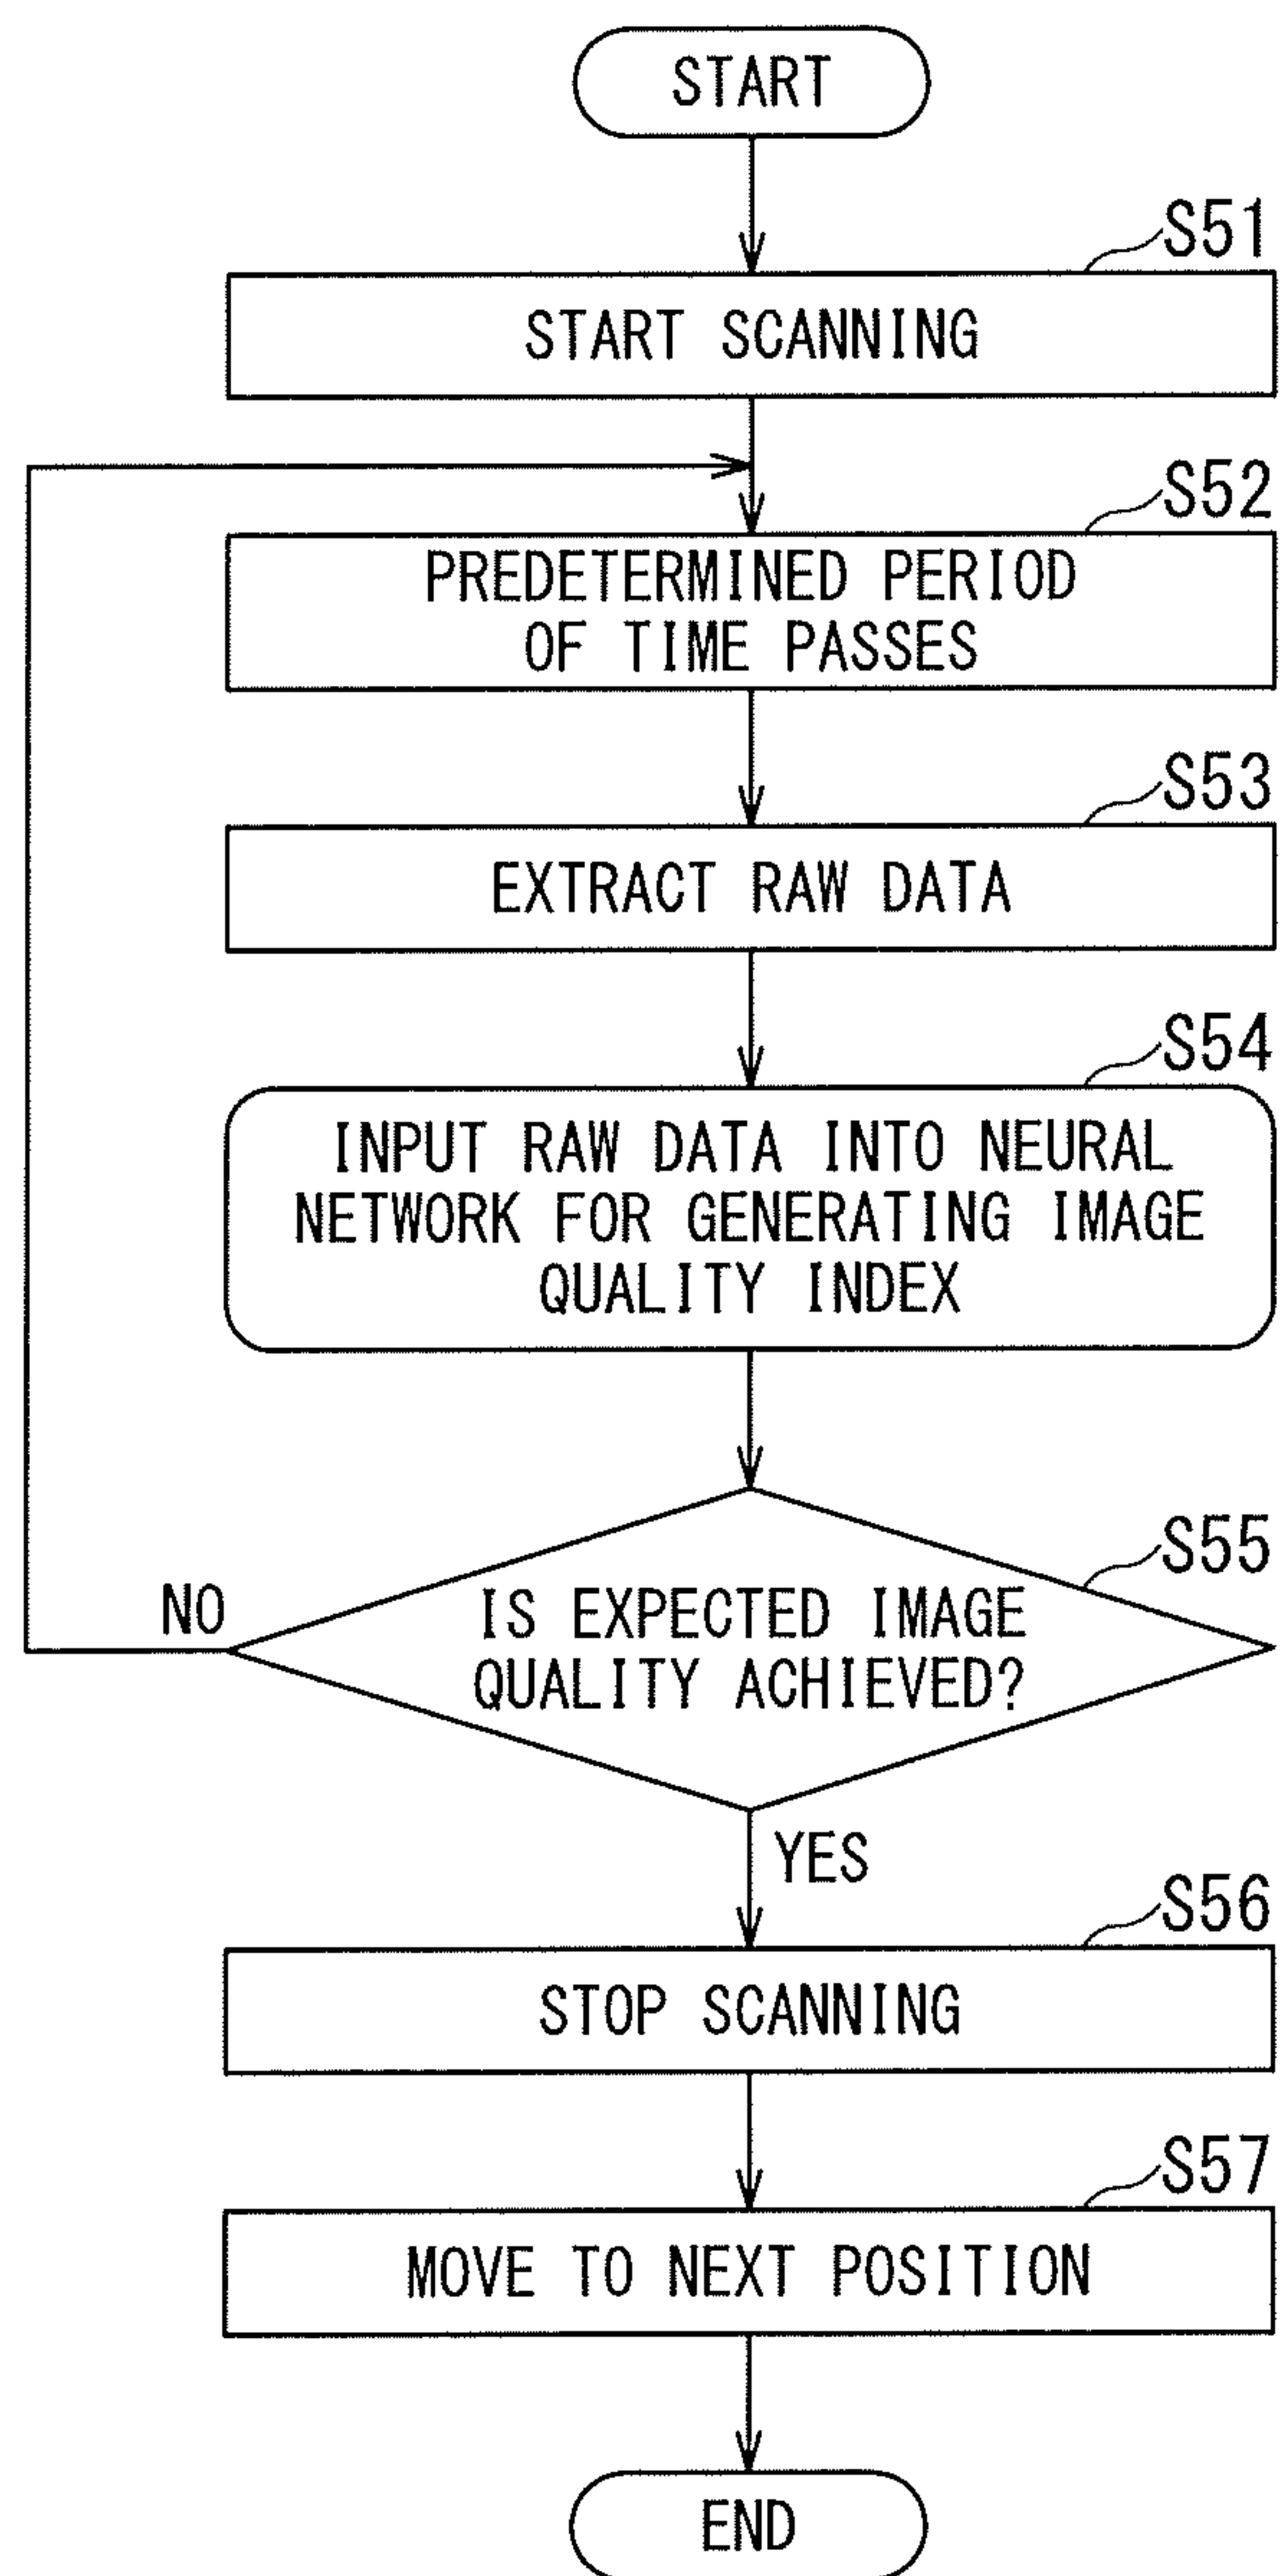 START
S51
START SCANNING
S52
PREDETERMINED PERIOD
OF TIME PASSES
S53
EXTRACT RAW DATA
S54
INPUT RAW DATA INTO NEURAL
NETWORK FOR GENERATING IMAGE
QUALITY INDEX
S55
NO
IS EXPECTED IMAGE
QUALITY ACHIEVED?
YES
S56
STOP SCANNING
S57
MOVE TO NEXT POSITION
END